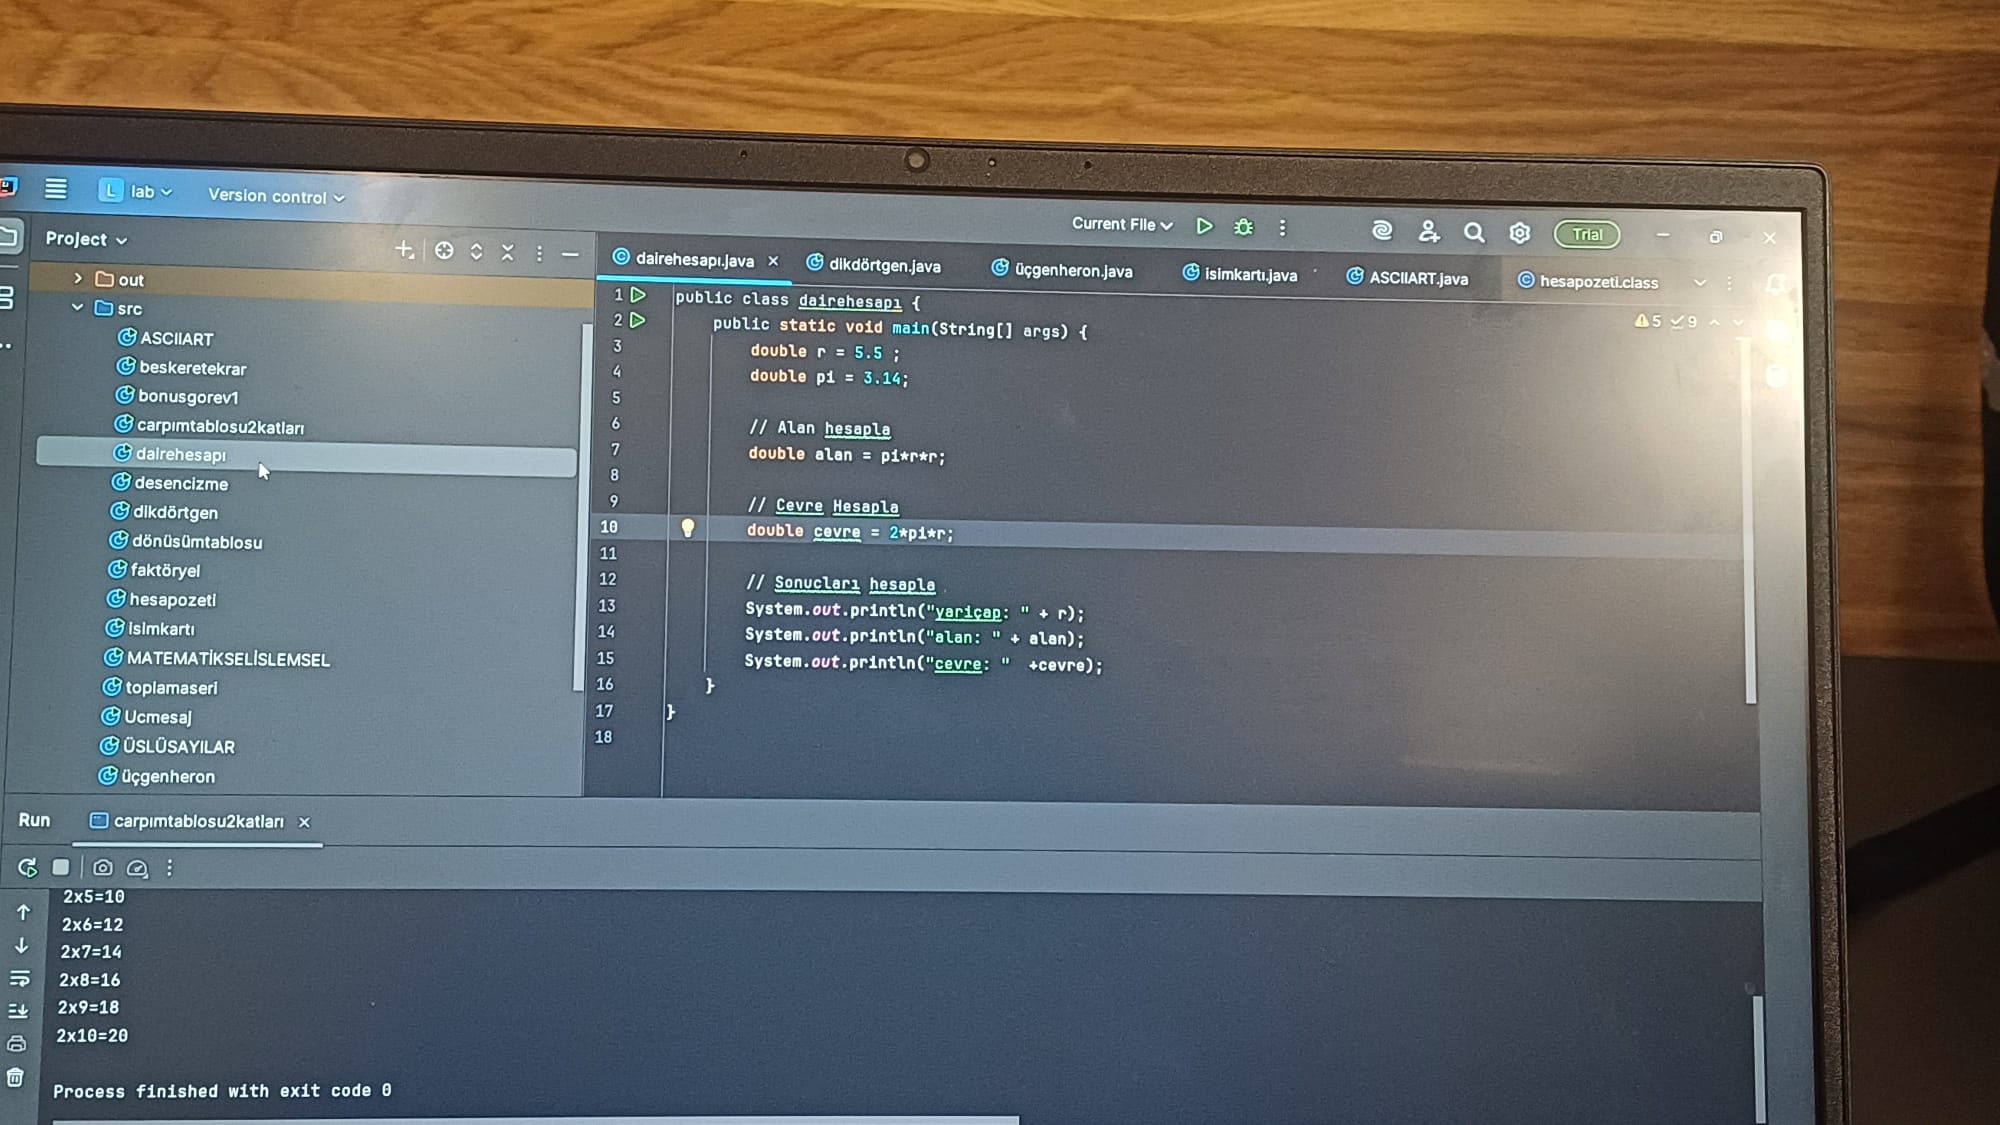 L lab Version control
Current File Trial
Project
dairehesapı.java dikdörtgen.java üçgenheron.java isimkartı.java ASCIIART.java hesapozeti.class
out
src
ASCIIART
beskeretekrar
bonusgorev1
carpımtablosu2katları
dairehesapı
desencizme
dikdörtgen
dönüsümtablosu
faktöryel
hesapozeti
isimkartı
MATEMATİKSELİSLEMSEL
toplamaseri
Ucmesaj
ÜSLÜSAYILAR
üçgenheron
5 9
1 public class dairehesapı {
2 public static void main(String[] args) {
3 double r = 5.5 ;
4 double pi = 3.14;
5
6 // Alan hesapla
7 double alan = pi*r*r;
8
9 // Cevre Hesapla
10 double cevre = 2*pi*r;
11
12 // Sonucları hesapla
13 System.out.println("yariçap: " + r);
14 System.out.println("alan: " + alan);
15 System.out.println("cevre: "  +cevre);
16 }
17 }
18
Run carpımtablosu2katları
2x5=10
2x6=12
2x7=14
2x8=16
2x9=18
2x10=20
Process finished with exit code 0